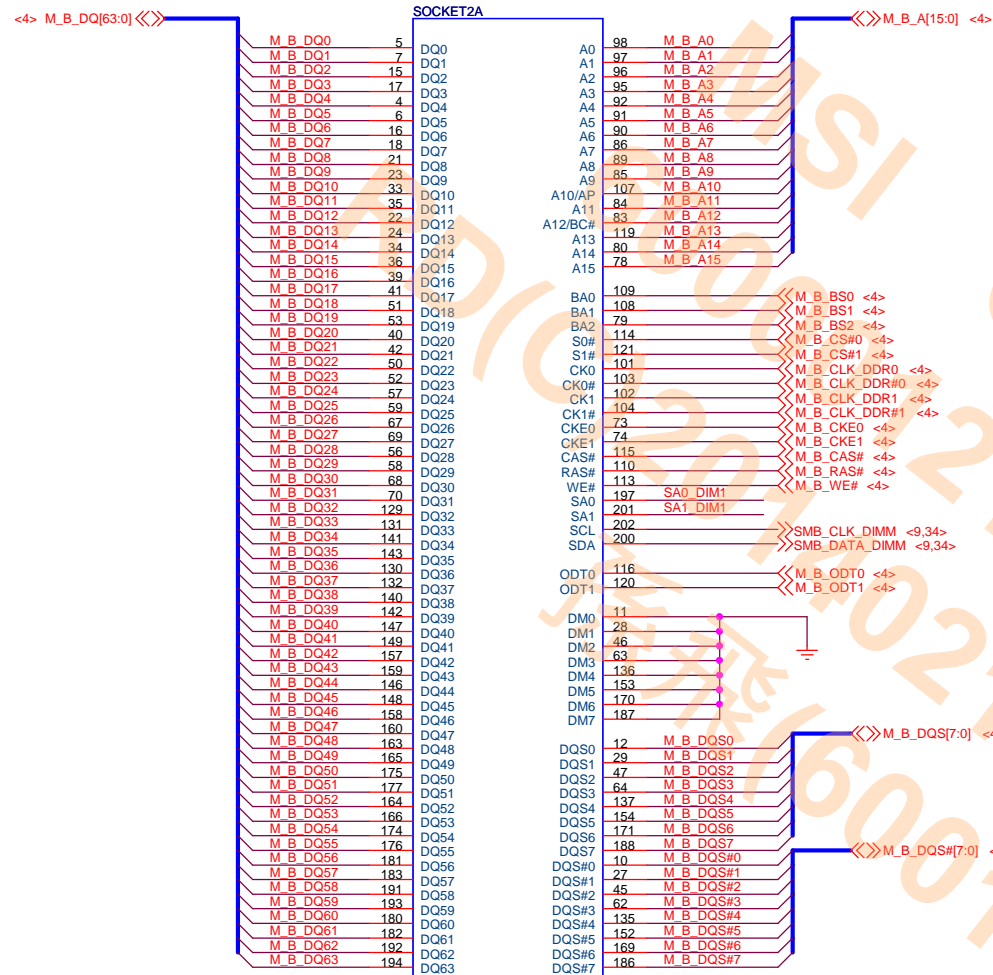 <4> M_B_DQ[63:0]
SOCKET2A
M_B_DQ0 5 DQ0
M_B_DQ1 7 DQ1
M_B_DQ2 15 DQ2
M_B_DQ3 17 DQ3
M_B_DQ4 4 DQ4
M_B_DQ5 6 DQ5
M_B_DQ6 16 DQ6
M_B_DQ7 18 DQ7
M_B_DQ8 21 DQ8
M_B_DQ9 23 DQ9
M_B_DQ10 33 DQ10
M_B_DQ11 35 DQ11
M_B_DQ12 22 DQ12
M_B_DQ13 24 DQ13
M_B_DQ14 34 DQ14
M_B_DQ15 36 DQ15
M_B_DQ16 39 DQ16
M_B_DQ17 41 DQ17
M_B_DQ18 51 DQ18
M_B_DQ19 53 DQ19
M_B_DQ20 40 DQ20
M_B_DQ21 42 DQ21
M_B_DQ22 50 DQ22
M_B_DQ23 52 DQ23
M_B_DQ24 57 DQ24
M_B_DQ25 59 DQ25
M_B_DQ26 67 DQ26
M_B_DQ27 69 DQ27
M_B_DQ28 56 DQ28
M_B_DQ29 58 DQ29
M_B_DQ30 68 DQ30
M_B_DQ31 70 DQ31
M_B_DQ32 129 DQ32
M_B_DQ33 131 DQ33
M_B_DQ34 141 DQ34
M_B_DQ35 143 DQ35
M_B_DQ36 130 DQ36
M_B_DQ37 132 DQ37
M_B_DQ38 140 DQ38
M_B_DQ39 142 DQ39
M_B_DQ40 147 DQ40
M_B_DQ41 149 DQ41
M_B_DQ42 157 DQ42
M_B_DQ43 159 DQ43
M_B_DQ44 146 DQ44
M_B_DQ45 148 DQ45
M_B_DQ46 158 DQ46
M_B_DQ47 160 DQ47
M_B_DQ48 163 DQ48
M_B_DQ49 165 DQ49
M_B_DQ50 175 DQ50
M_B_DQ51 177 DQ51
M_B_DQ52 164 DQ52
M_B_DQ53 166 DQ53
M_B_DQ54 174 DQ54
M_B_DQ55 176 DQ55
M_B_DQ56 181 DQ56
M_B_DQ57 183 DQ57
M_B_DQ58 191 DQ58
M_B_DQ59 193 DQ59
M_B_DQ60 180 DQ60
M_B_DQ61 182 DQ61
M_B_DQ62 192 DQ62
M_B_DQ63 194 DQ63
M_B_A[15:0] <4>
A0 98 M_B_A0
A1 97 M_B_A1
A2 96 M_B_A2
A3 95 M_B_A3
A4 92 M_B_A4
A5 91 M_B_A5
A6 90 M_B_A6
A7 86 M_B_A7
A8 89 M_B_A8
A9 85 M_B_A9
A10/AP 107 M_B_A10
A11 84 M_B_A11
A12/BC# 83 M_B_A12
A13 119 M_B_A13
A14 80 M_B_A14
A15 78 M_B_A15
BA0 109 M_B_BS0 <4>
BA1 108 M_B_BS1 <4>
BA2 79 M_B_BS2 <4>
S0# 114 M_B_CS#0 <4>
S1# 121 M_B_CS#1 <4>
CK0 101 M_B_CLK_DDR0 <4>
CK0# 103 M_B_CLK_DDR#0 <4>
CK1 102 M_B_CLK_DDR1 <4>
CK1# 104 M_B_CLK_DDR#1 <4>
CKE0 73 M_B_CKE0 <4>
CKE1 74 M_B_CKE1 <4>
CAS# 115 M_B_CAS# <4>
RAS# 110 M_B_RAS# <4>
WE# 113 M_B_WE# <4>
SA0 197 SA0_DIM1
SA1 201 SA1_DIM1
SCL 202 SMB_CLK_DIMM <9,34>
SDA 200 SMB_DATA_DIMM <9,34>
ODT0 116 M_B_ODT0 <4>
ODT1 120 M_B_ODT1 <4>
DM0 11
DM1 28
DM2 46
DM3 63
DM4 136
DM5 153
DM6 170
DM7 187
M_B_DQS[7:0]
DQS0 12 M_B_DQS0
DQS1 29 M_B_DQS1
DQS2 47 M_B_DQS2
DQS3 64 M_B_DQS3
DQS4 137 M_B_DQS4
DQS5 154 M_B_DQS5
DQS6 171 M_B_DQS6
DQS7 188 M_B_DQS7
M_B_DQS#[7:0]
DQS#0 10 M_B_DQS#0
DQS#1 27 M_B_DQS#1
DQS#2 45 M_B_DQS#2
DQS#3 62 M_B_DQS#3
DQS#4 135 M_B_DQS#4
DQS#5 152 M_B_DQS#5
DQS#6 169 M_B_DQS#6
DQS#7 186 M_B_DQS#7
MSI
RD(C)2014021